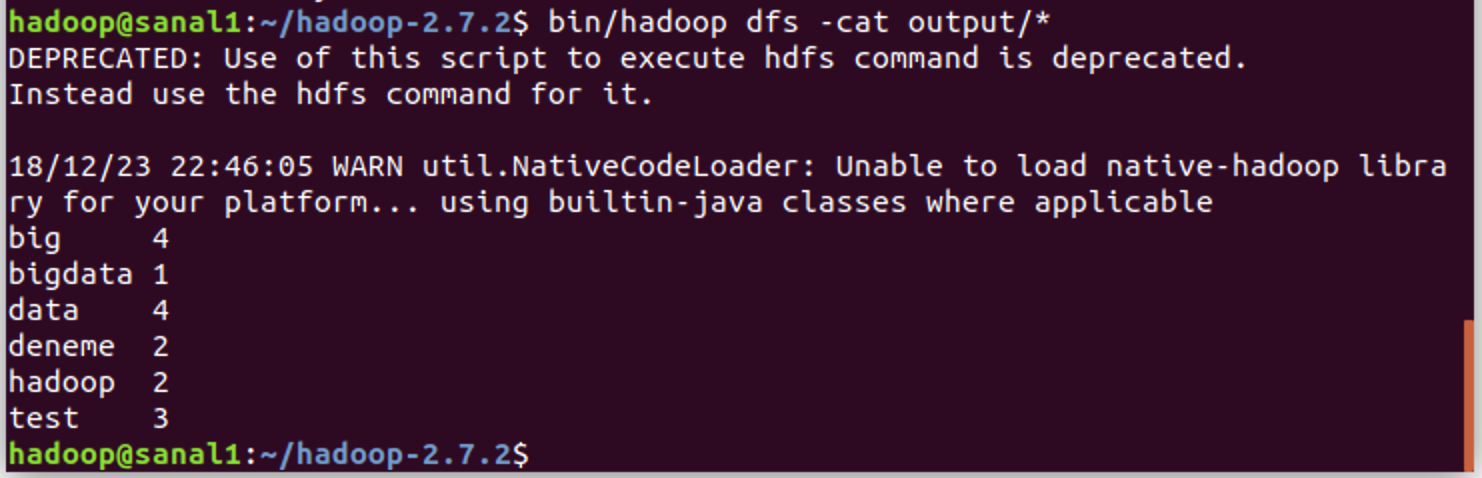 hadoop@sanal1:~/hadoop-2.7.2$ bin/hadoop dfs -cat output/*
DEPRECATED: Use of this script to execute hdfs command is deprecated.
Instead use the hdfs command for it.

18/12/23 22:46:05 WARN util.NativeCodeLoader: Unable to load native-hadoop libra
ry for your platform... using builtin-java classes where applicable
big 4
bigdata 1
data 4
deneme 2
hadoop 2
test 3
hadoop@sanal1:~/hadoop-2.7.2$